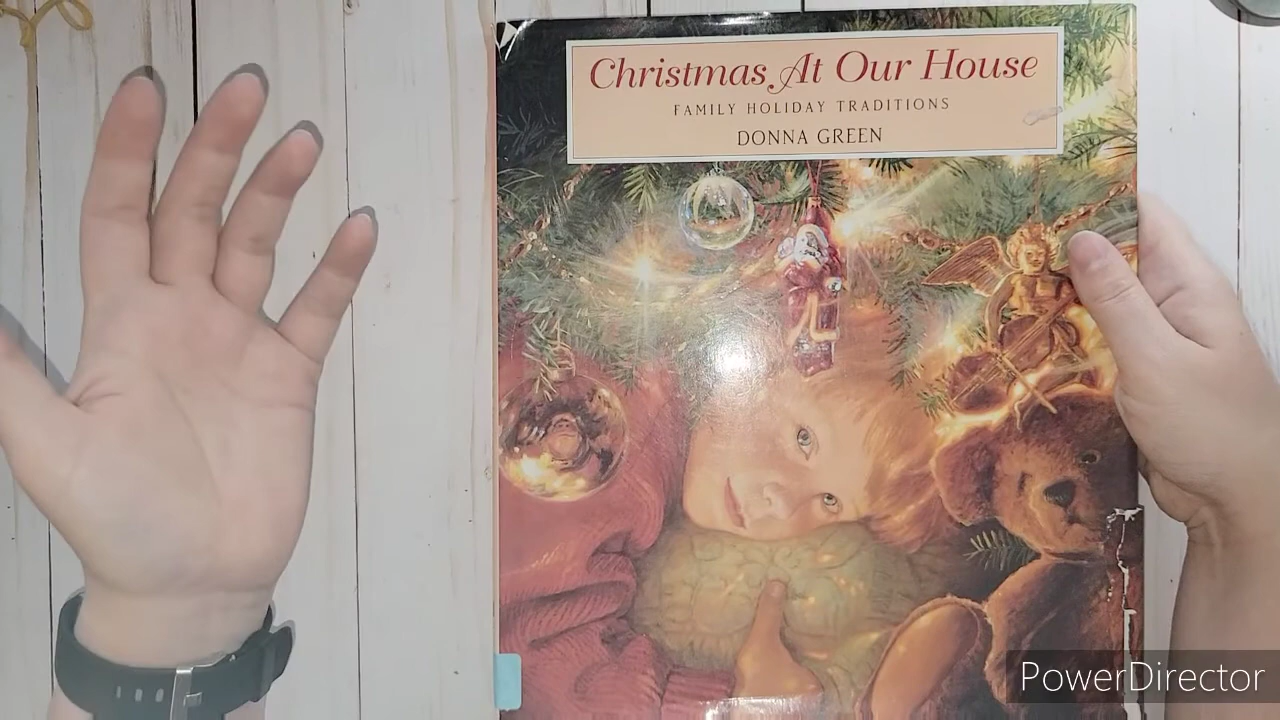 Christmas At Our House
FAMILY HOLIDAY TRADITIONS
DONNA GREEN
PowerDirector